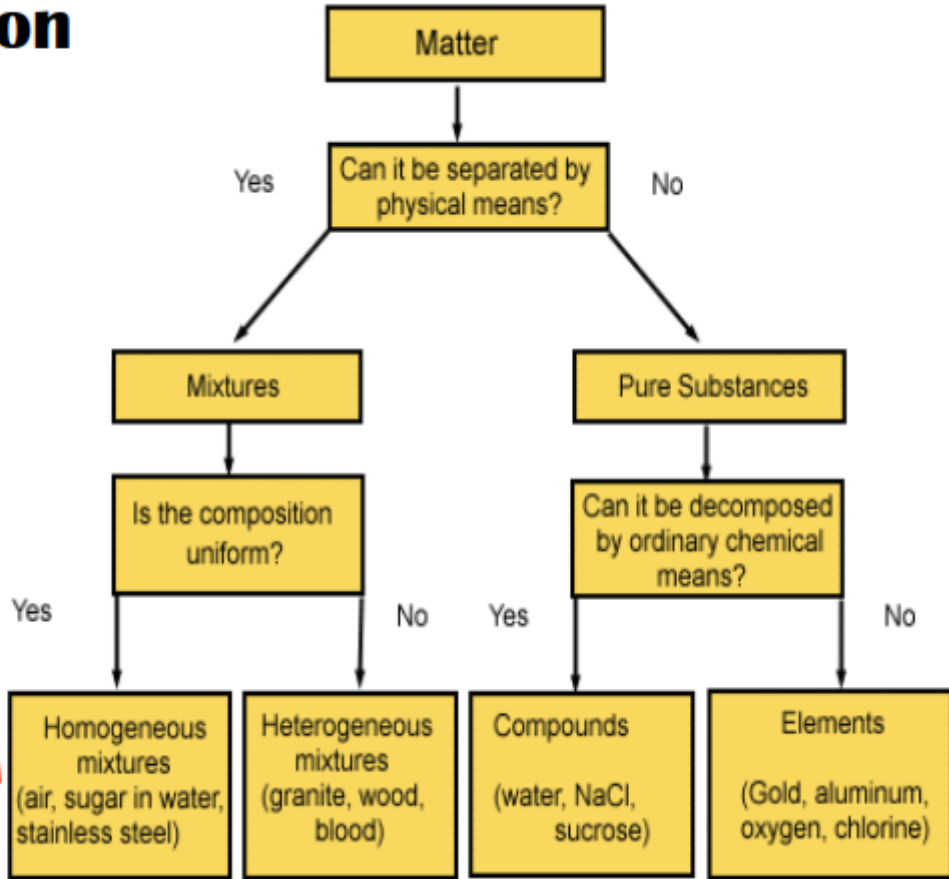 on
Matter
Yes
Can it be separated by
physical means?
No
Mixtures
Pure Substances
Is the composition
uniform?
Can it be decomposed
by ordinary chemical
means?
Yes
No
Yes
No
Homogeneous
mixtures
(air, sugar in water,
stainless steel)
Heterogeneous
mixtures
(granite, wood,
blood)
Compounds
(water, NaCl,
sucrose)
Elements
(Gold, aluminum,
oxygen, chlorine)